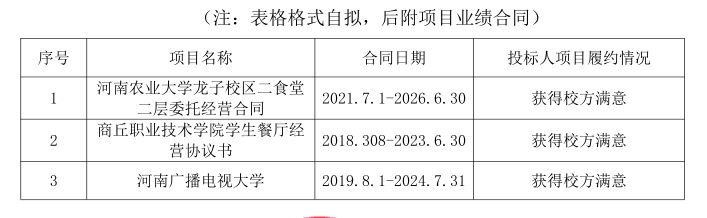 （注：表格格式自拟，后附项目业绩合同）
序号 项目名称 合同日期 投标人项目履约情况
1 河南农业大学龙子校区二食堂二层委托经营合同 2021.7.1-2026.6.30 获得校方满意
2 商丘职业技术学院学生餐厅经营协议书 2018.308-2023.6.30 获得校方满意
3 河南广播电视大学 2019.8.1-2024.7.31 获得校方满意